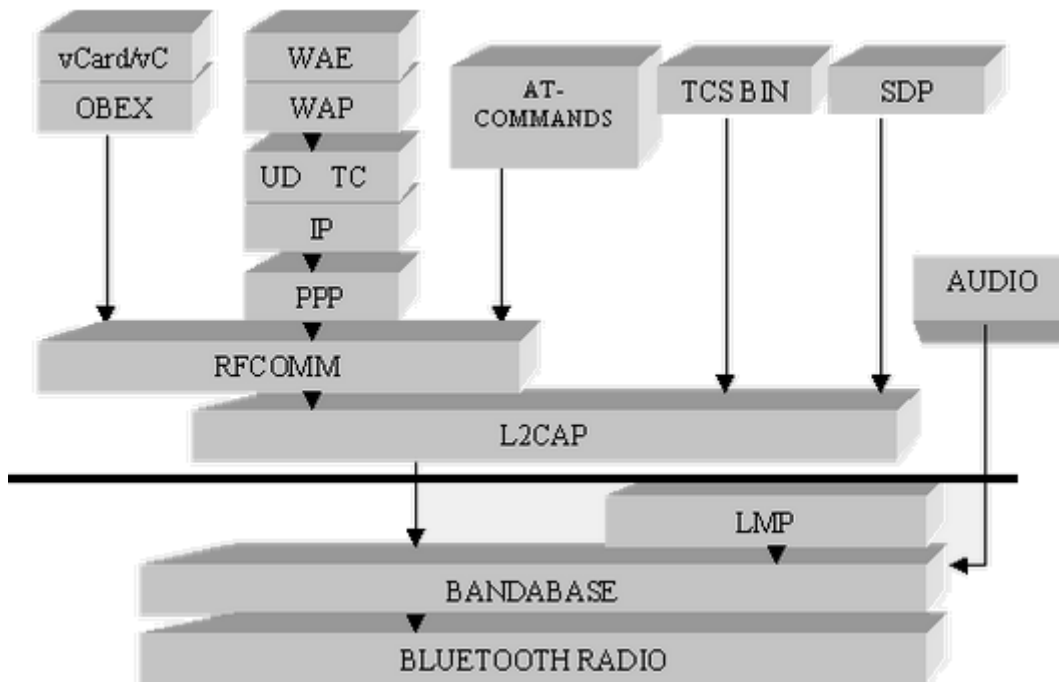 vCard/vC
OBEX
WAE
WAP
UD TC
IP
PPP
AT-
COMMANDS
TCS BIN
SDP
AUDIO
RFCOMM
L2CAP
LMP
BANDABASE
BLUETOOTH RADIO